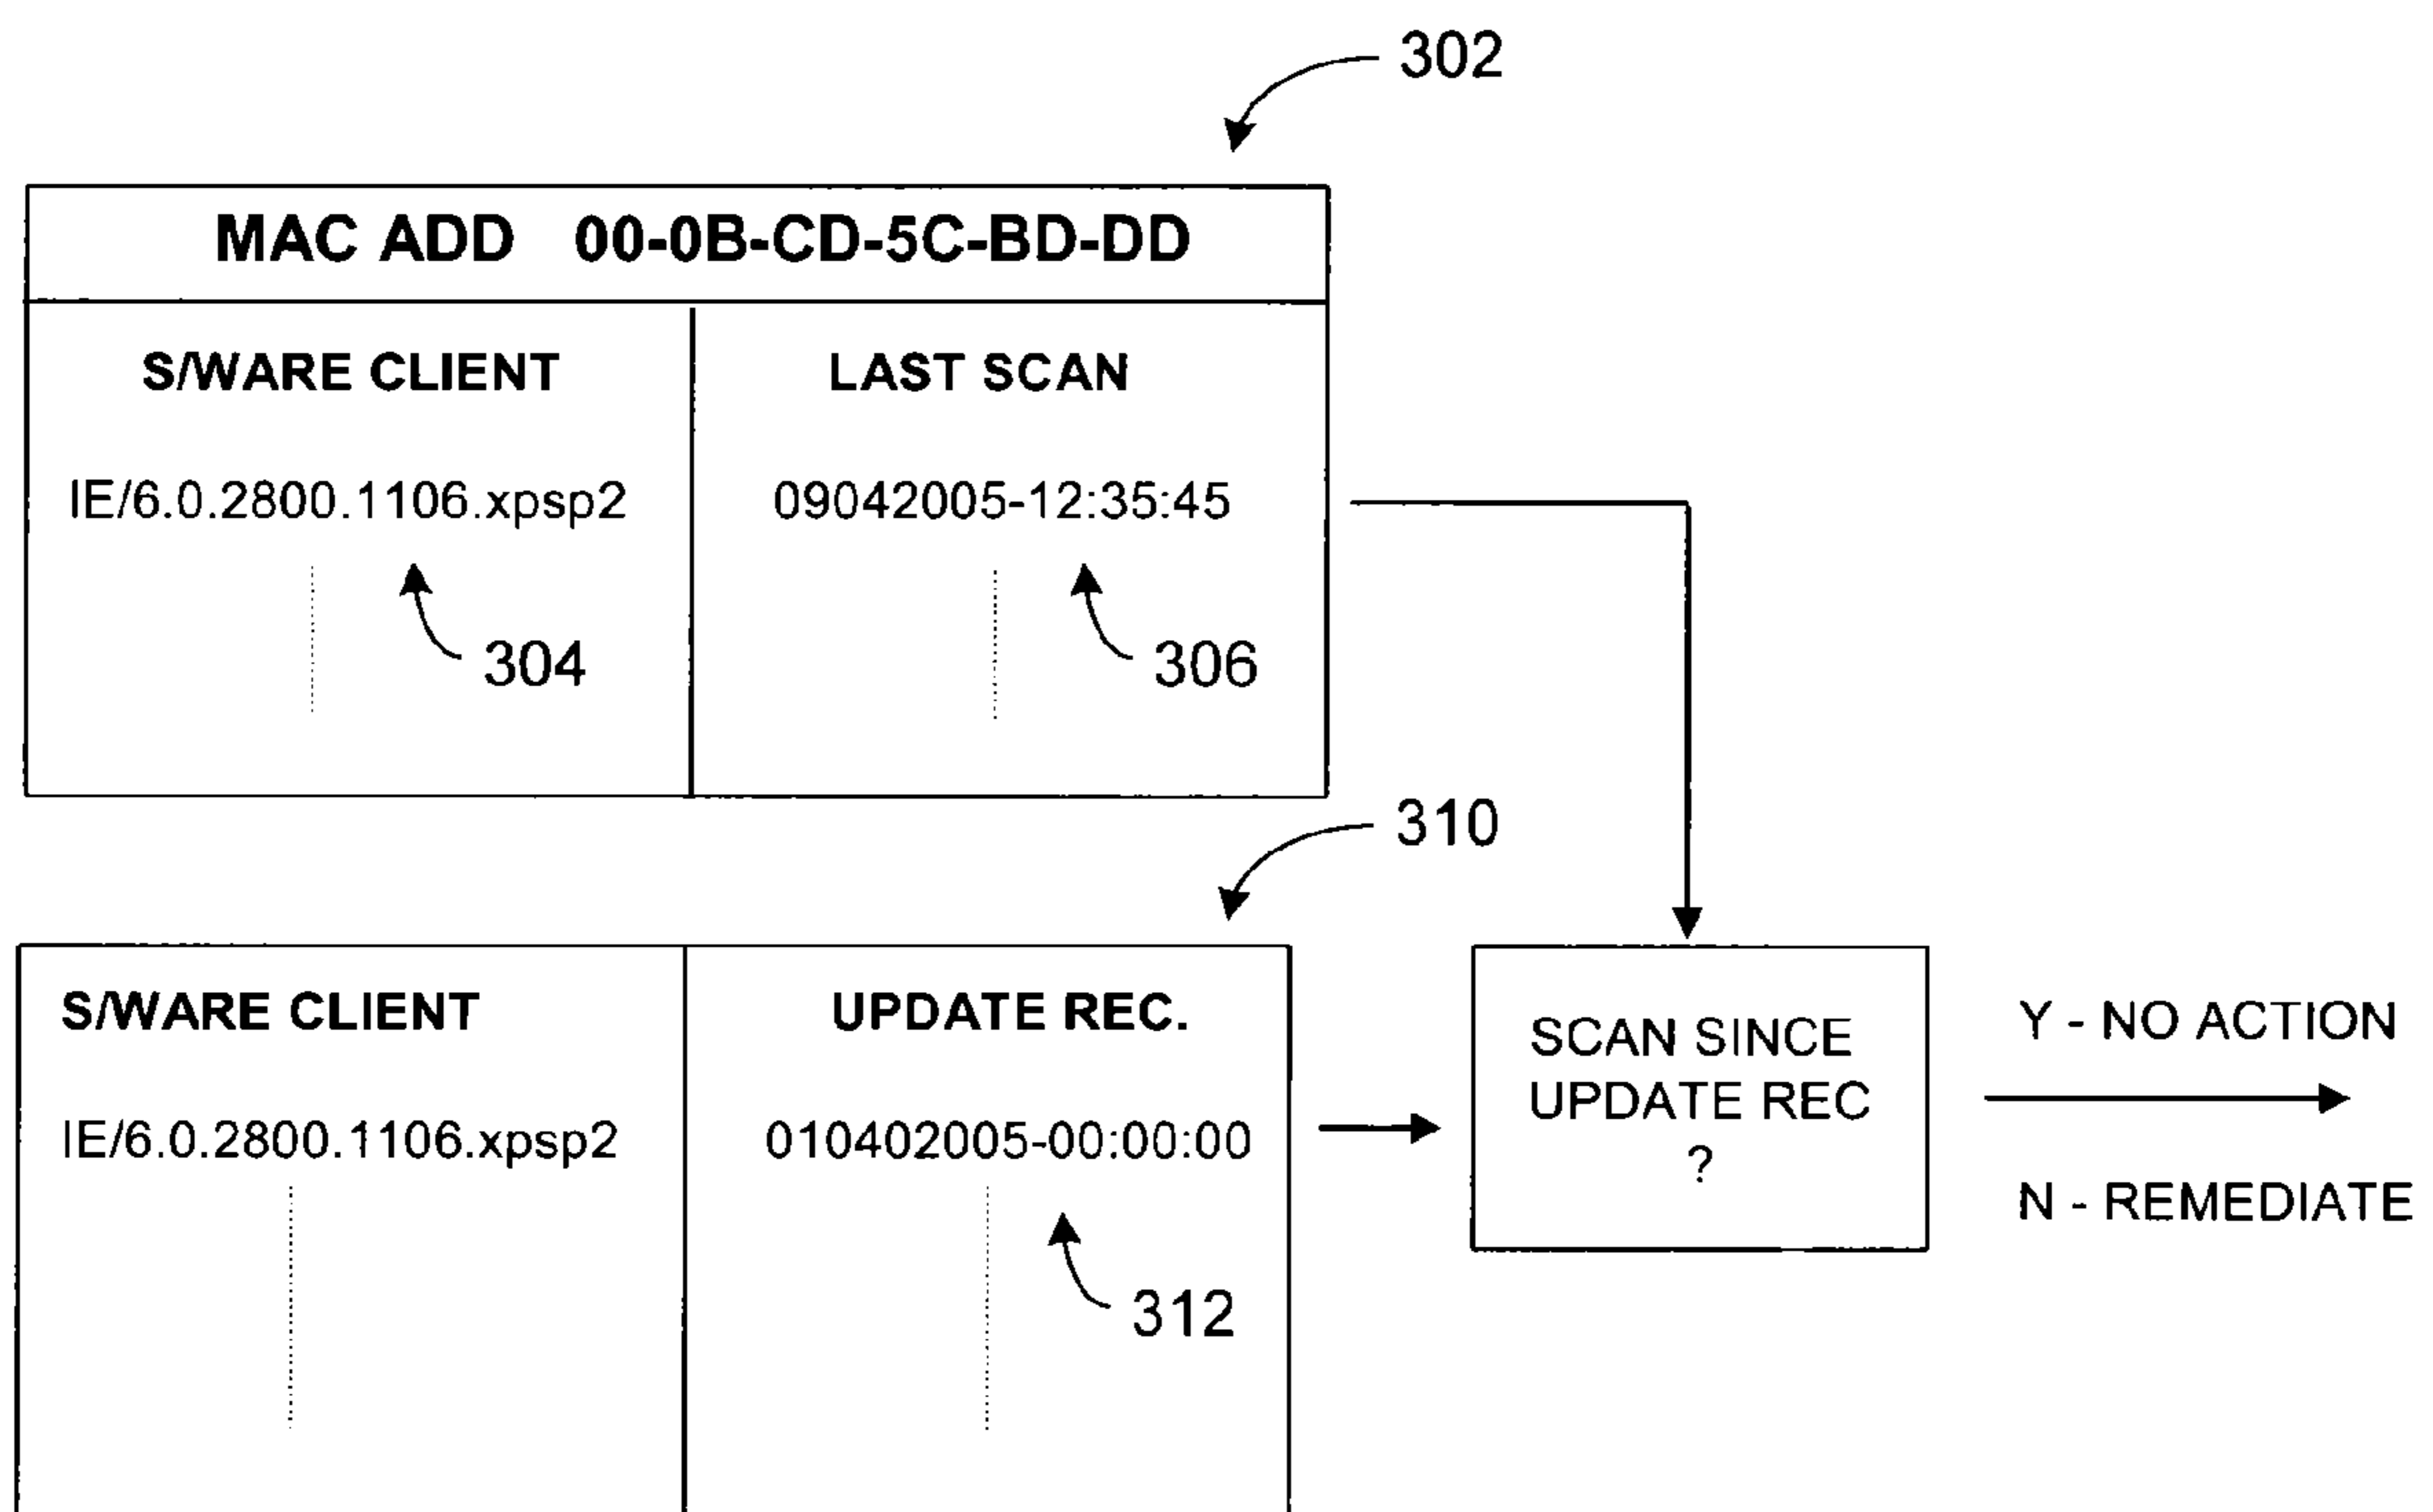 302
MAC ADD 00-0B-CD-5C-BD-DD
S/WARE CLIENT
LAST SCAN
IE/6.0.2800.1106.xpsp2
09042005-12:35:45
304
306
310
S/WARE CLIENT
UPDATE REC.
IE/6.0.2800.1106.xpsp2
010402005-00:00:00
312
SCAN SINCE
UPDATE REC
?
Y - NO ACTION
N - REMEDIATE